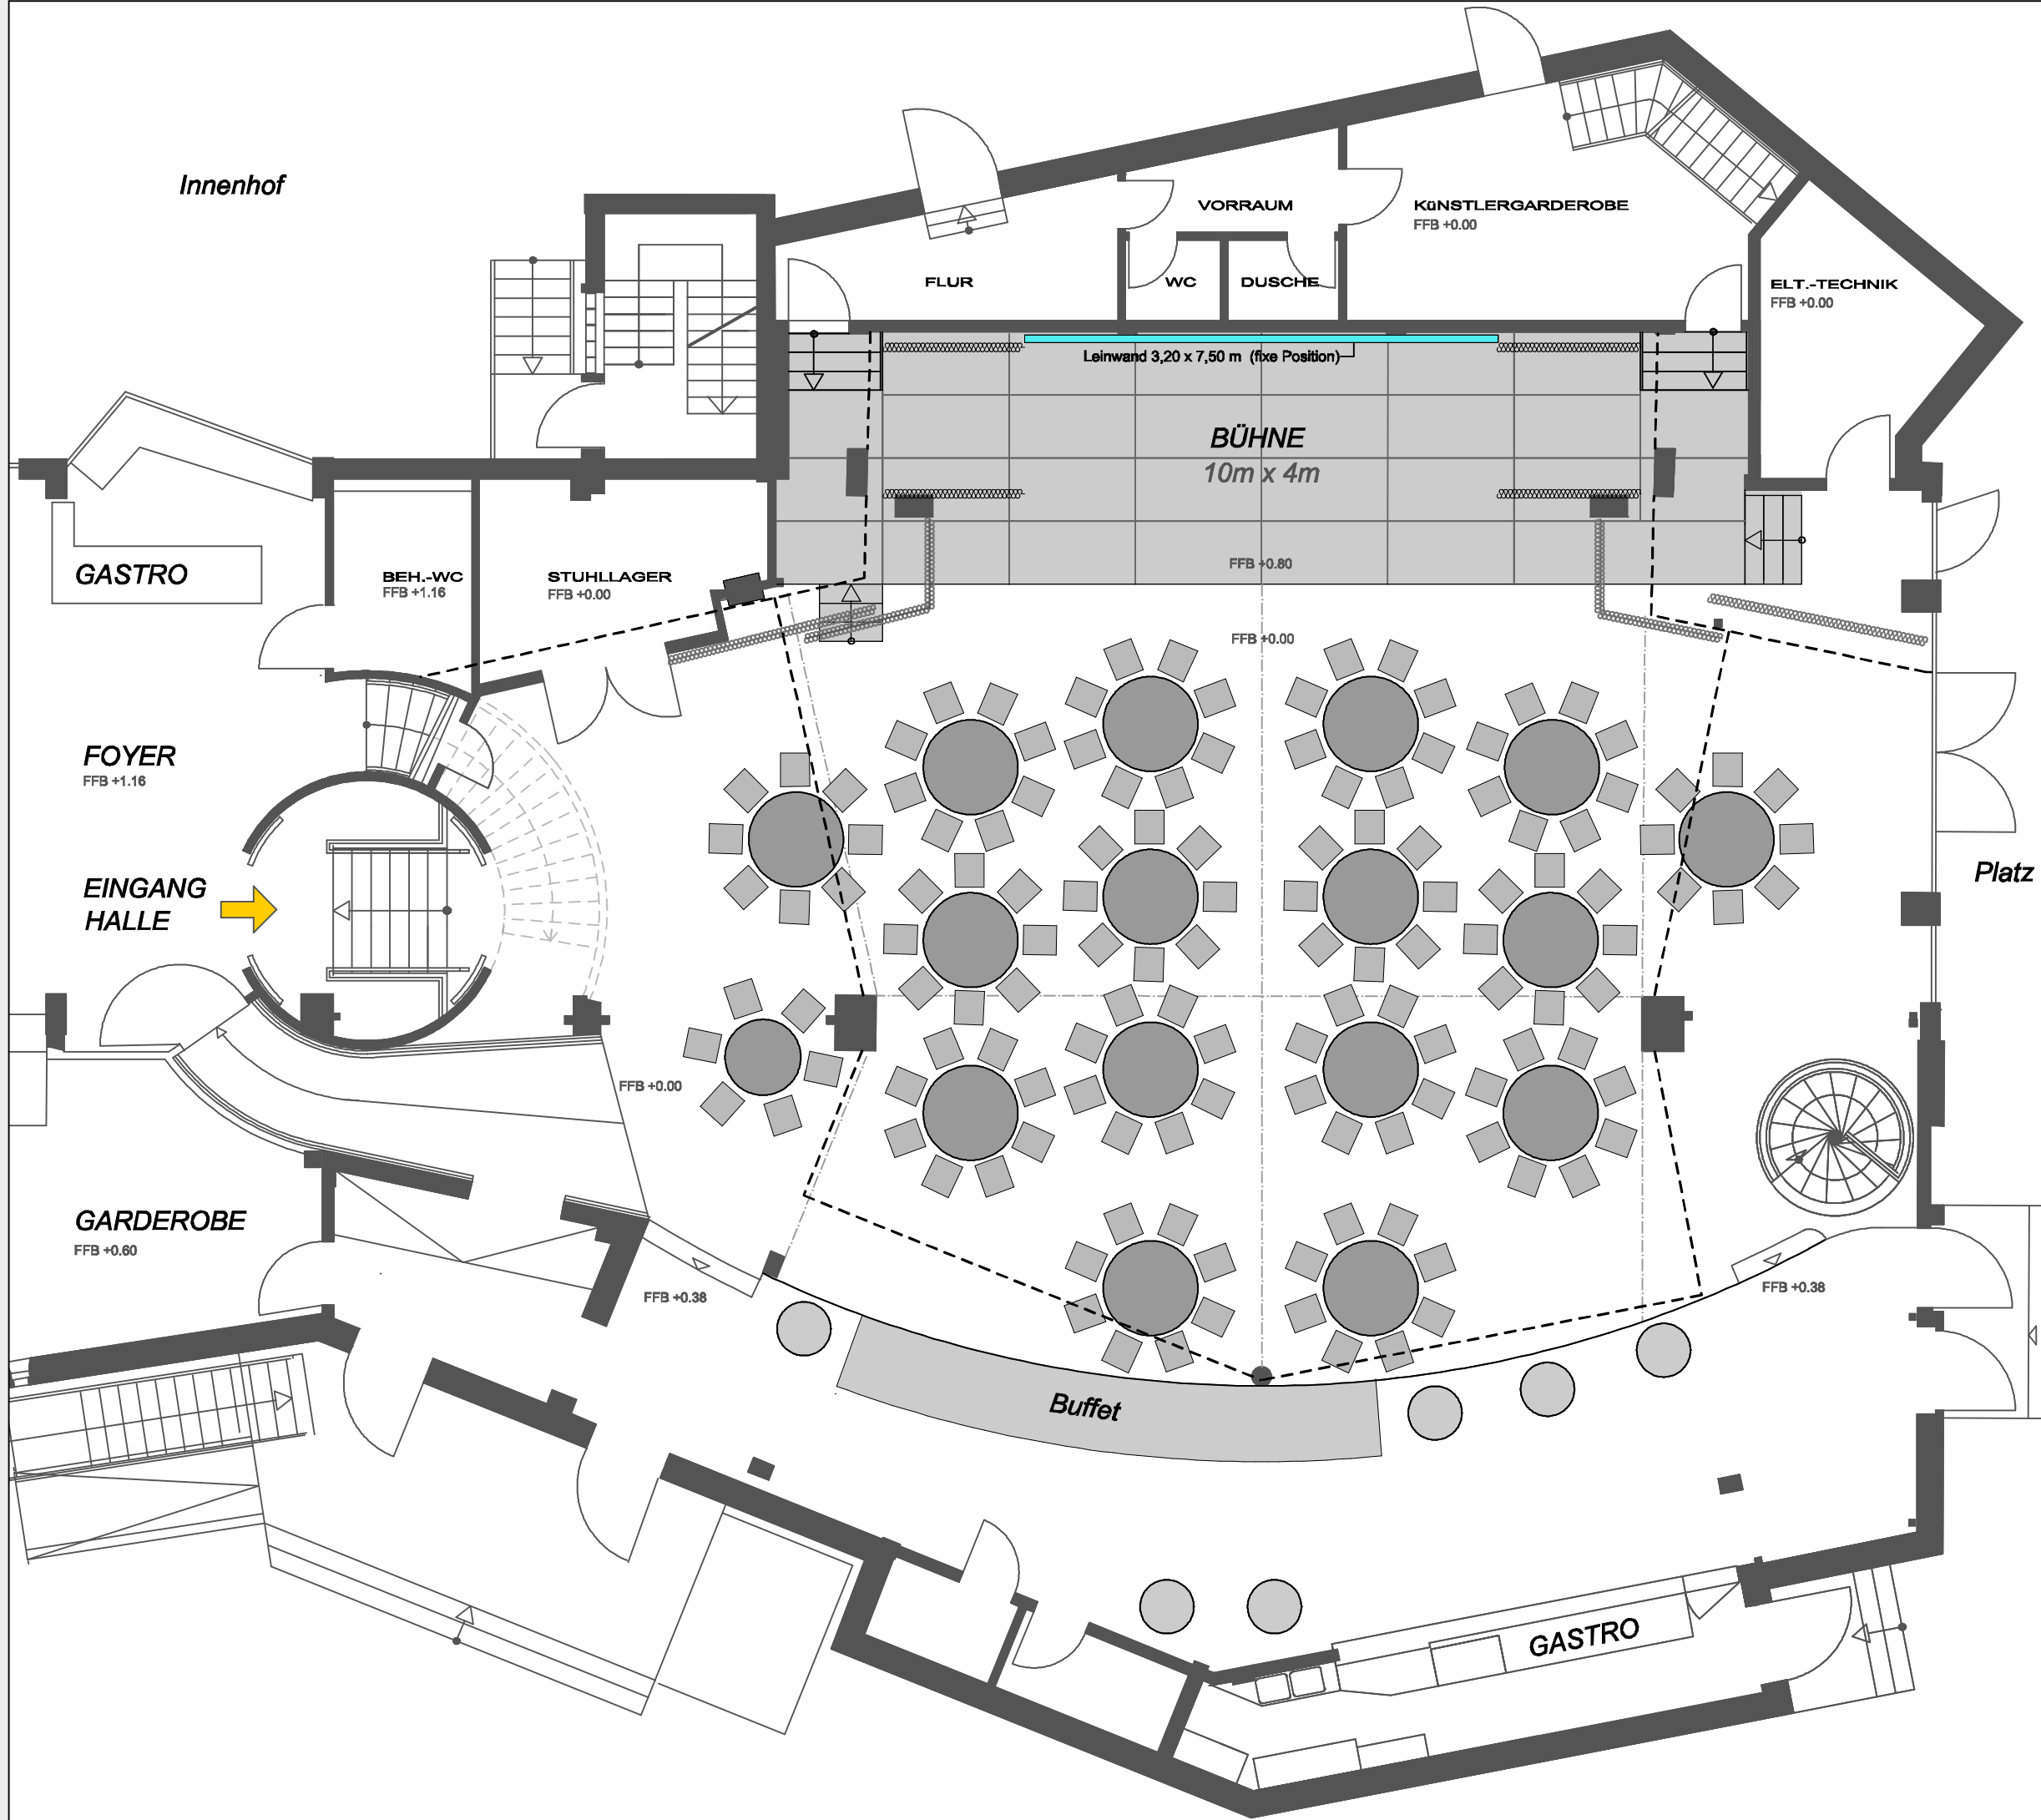 Innenhof
VORRAUM
KüNSTLERGARDEROBE
FFB +0.00
FLUR
WC
DUSCHE
ELT.-TECHNIK
FFB +0.00
Leinwand 3,20 x 7,50 m (fixe Position)
BÜHNE
10m x 4m
FFB +0.80
GASTRO
BEH.-WC
FFB +1.16
STUHLLAGER
FFB +0.00
FFB +0.00
FOYER
FFB +1.16
EINGANG
HALLE
Platz
FFB +0.00
GARDEROBE
FFB +0.60
FFB +0.38
FFB +0.38
Buffet
GASTRO